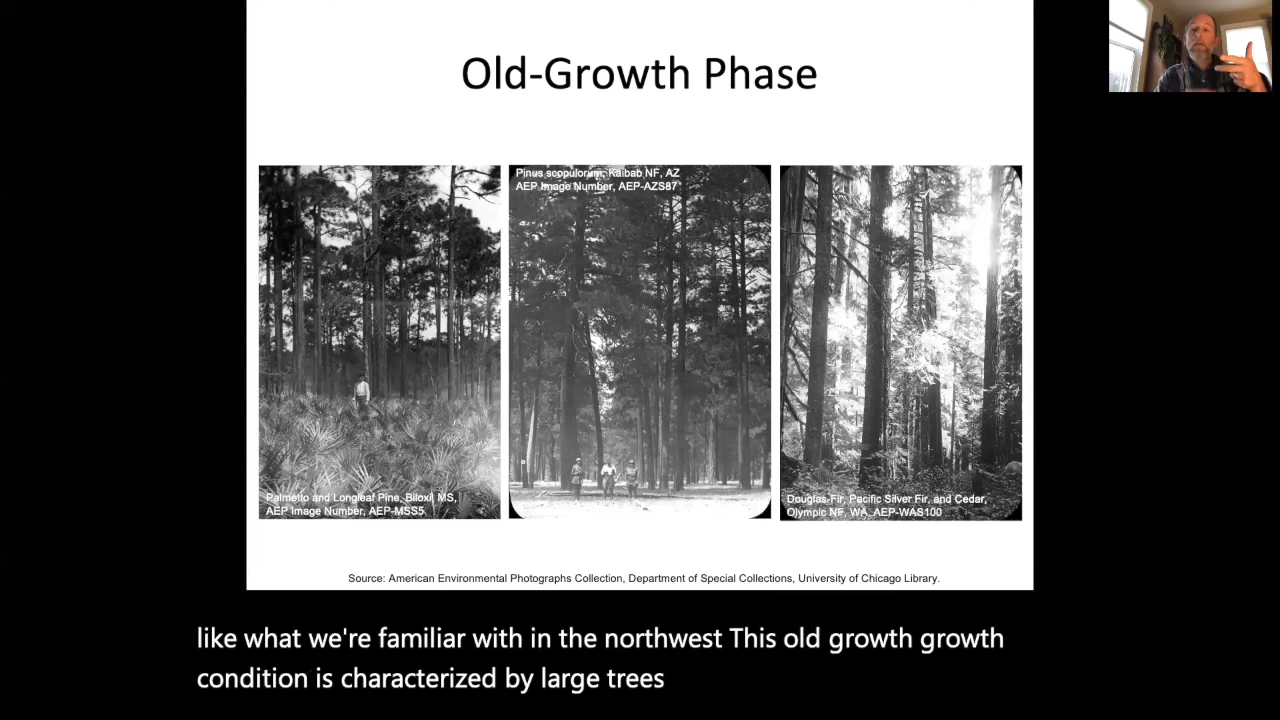 Old-Growth Phase
Palmetto and Longleaf Pine, Biloxi, MS,
AEP Image Number, AEP-MSS5
Pinus scopulorum, Kaibab NF, AZ
AEP Image Number, AEP-AZS87
Douglas-Fir, Pacific Silver Fir, and Cedar,
Olympic NF, WA AEP-WAS100
Source: American Environmental Photographs Collection, Department of Special Collections, University of Chicago Library.
like what we're familiar with in the northwest This old growth growth
condition is characterized by large trees